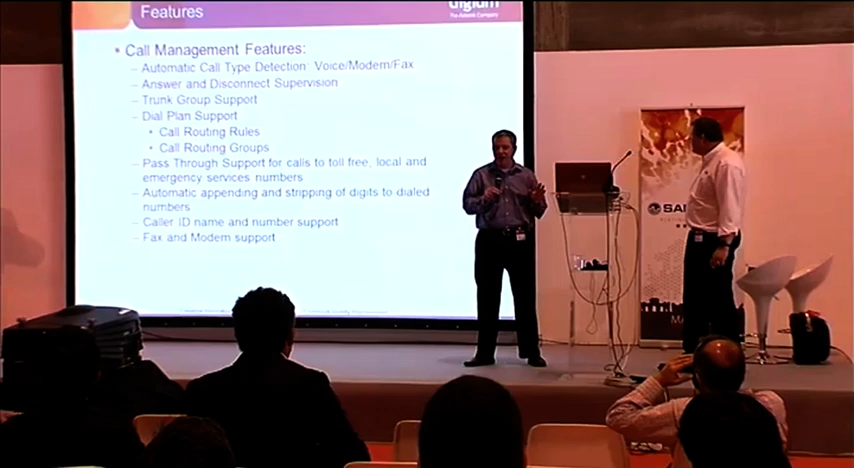 Features
digium
The Asterisk Company
• Call Management Features:
– Automatic Call Type Detection: Voice/Modem/Fax
– Answer and Disconnect Supervision
– Trunk Group Support
– Dial Plan Support
• Call Routing Rules
• Call Routing Groups
– Pass Through Support for calls to toll free, local and
emergency services numbers
– Automatic appending and stripping of digits to dialed
numbers
– Caller ID name and number support
– Fax and Modem support